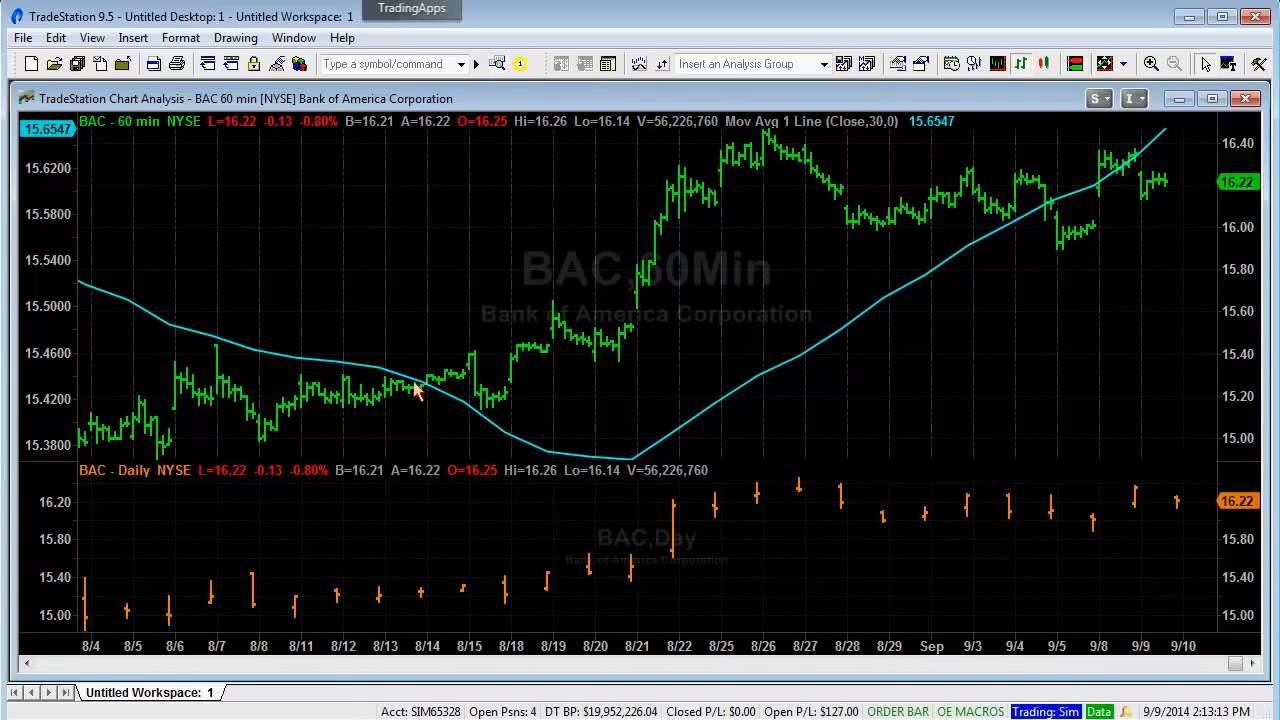 TradeStation 9.5 - Untitled Desktop: 1 - Untitled Workspace: 1
TradingApps
File Edit View Insert Format Drawing Window Help
Type a symbol/command
Insert an Analysis Group
TradeStation Chart Analysis - BAC 60 min [NYSE] Bank of America Corporation
S I
BAC - 60 min NYSE L=16.22 -0.13 -0.80% B=16.21 A=16.22 O=16.25 Hi=16.26 Lo=16.14 V=56,226,760 Mov Avg 1 Line (Close,30,0) 15.6547
15.6547
15.6200
15.5800
15.5400
15.5000
15.4600
15.4200
15.3800
16.40
16.22
16.00
15.80
15.60
15.40
15.20
15.00
BAC,60Min
Bank of America Corporation
BAC - Daily NYSE L=16.22 -0.13 -0.80% B=16.21 A=16.22 O=16.25 Hi=16.26 Lo=16.14 V=56,226,760
16.20
15.80
15.40
15.00
16.22
15.80
15.40
15.00
BAC,Day
Bank of America Corporation
8/4 8/5 8/6 8/7 8/8 8/11 8/12 8/13 8/14 8/15 8/18 8/19 8/20 8/21 8/22 8/25 8/26 8/27 8/28 8/29 Sep 9/3 9/4 9/5 9/8 9/9 9/10
Untitled Workspace: 1
Acct: SIM65328 Open Psns: 4 DT BP: $19,952,226.04 Closed P/L: $0.00 Open P/L: $127.00 ORDER BAR OE MACROS Trading: Sim Data 9/9/2014 2:13:13 PM